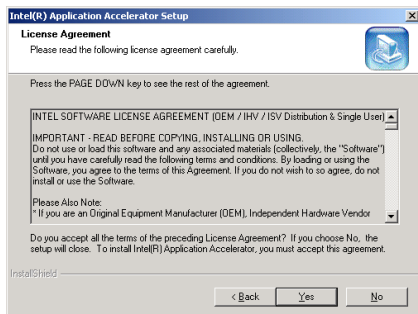 Intel(R) Application Accelerator Setup
License Agreement
Please read the following license agreement carefully.
Press the PAGE DOWN key to see the rest of the agreement.
INTEL SOFTWARE LICENSE AGREEMENT (OEM / IHV / ISV Distribution & Single User)
IMPORTANT - READ BEFORE COPYING, INSTALLING OR USING.
Do not use or load this software and any associated materials (collectively, the "Software")
until you have carefully read the following terms and conditions. By loading or using the
Software, you agree to the terms of this Agreement. If you do not wish to so agree, do not
install or use the Software.
Please Also Note:
* If you are an Original Equipment Manufacturer (OEM), Independent Hardware Vendor
Do you accept all the terms of the preceding License Agreement? If you choose No, the
setup will close. To install Intel(R) Application Accelerator, you must accept this agreement.
InstallShield
< Back Yes No